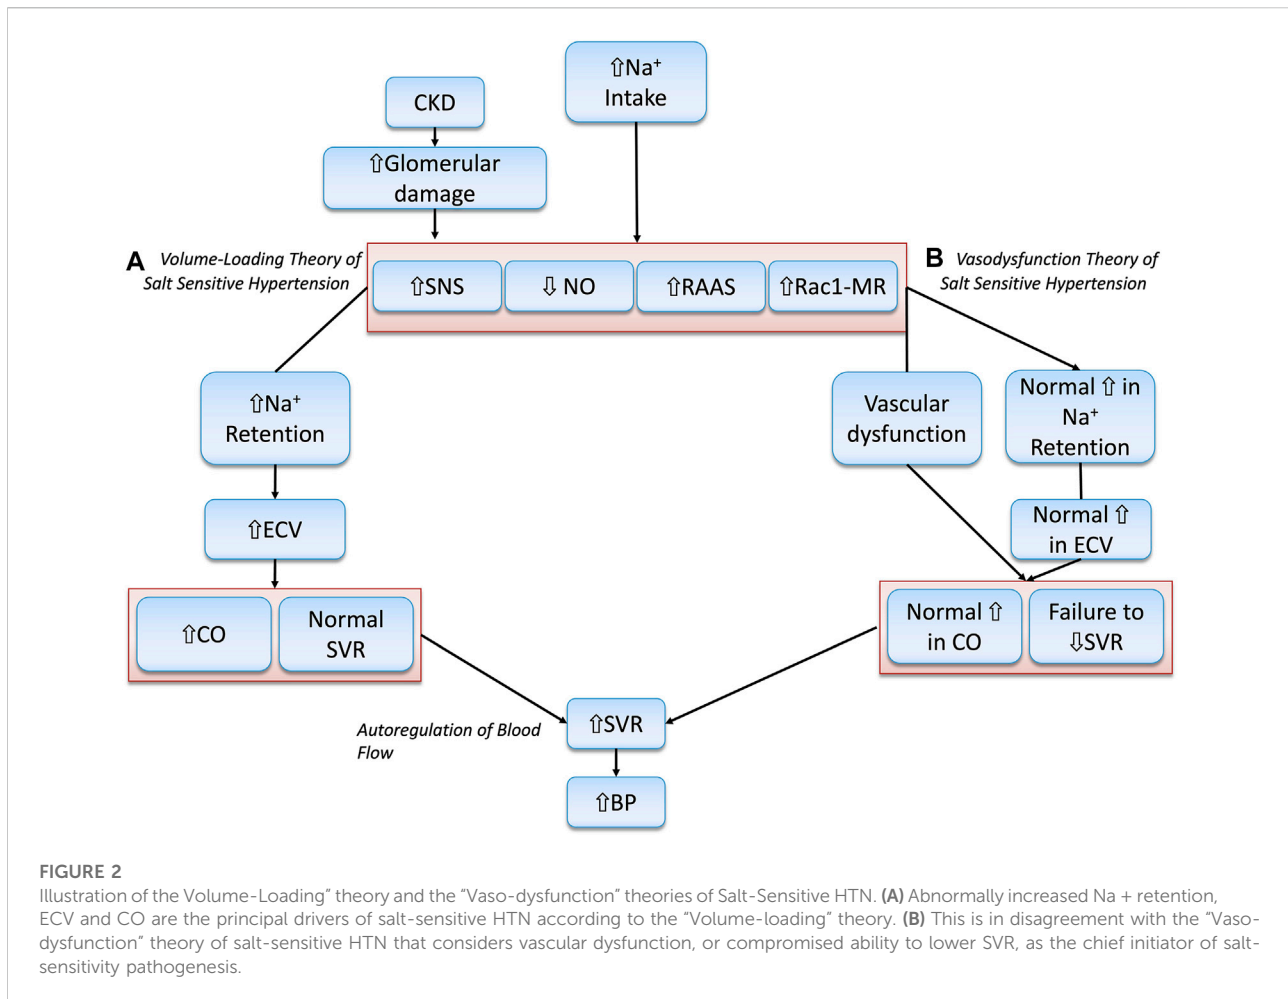 CKD
⇧Na⁺
Intake
⇧Glomerular
damage
A Volume-Loading Theory of
Salt Sensitive Hypertension
⇧SNS
⇩ NO
⇧RAAS
⇧Rac1-MR
B Vasodysfunction Theory of
Salt Sensitive Hypertension
⇧Na⁺
Retention
Vascular
dysfunction
Normal ⇧ in
Na⁺
Retention
⇧ECV
Normal ⇧
in ECV
⇧CO
Normal
SVR
Normal ⇧
in CO
Failure to
⇩SVR
Autoregulation of Blood
Flow
⇧SVR
⇧BP
FIGURE 2
Illustration of the Volume-Loading” theory and the “Vaso-dysfunction” theories of Salt-Sensitive HTN. (A) Abnormally increased Na + retention,
ECV and CO are the principal drivers of salt-sensitive HTN according to the “Volume-loading” theory. (B) This is in disagreement with the “Vaso-
dysfunction” theory of salt-sensitive HTN that considers vascular dysfunction, or compromised ability to lower SVR, as the chief initiator of salt-
sensitivity pathogenesis.